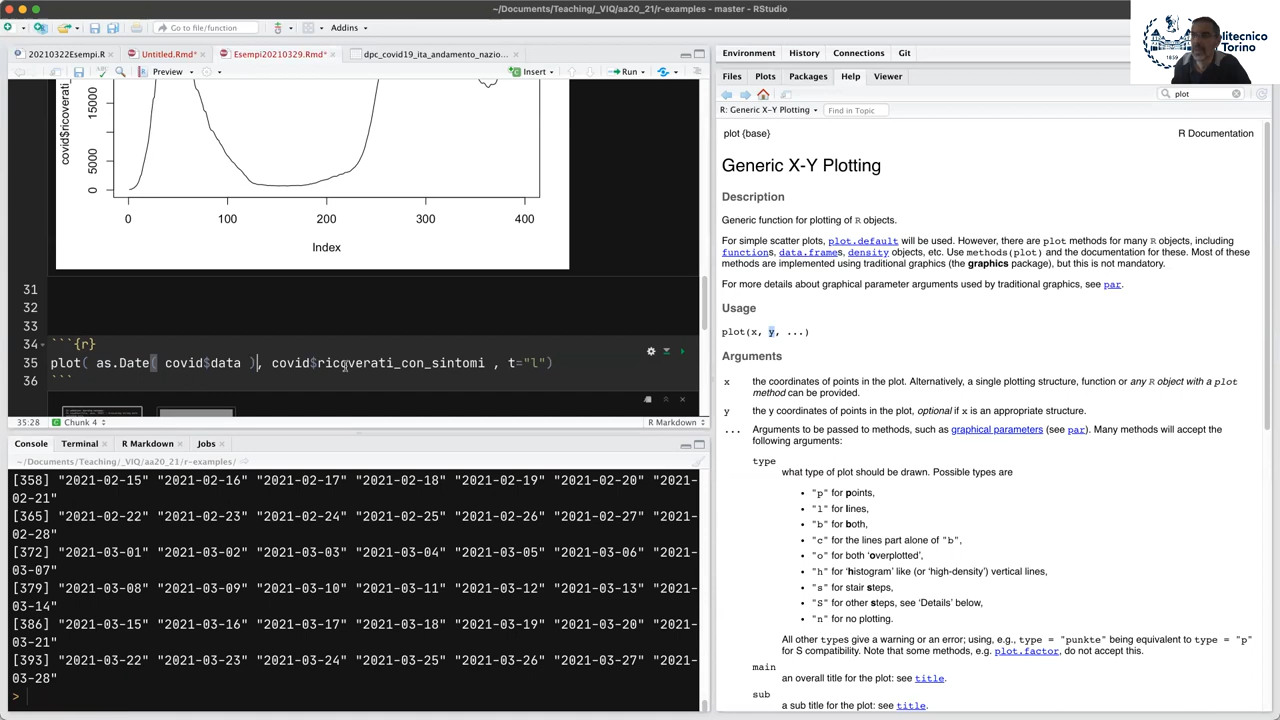 ~/Documents/Teaching/_VIQ/aa20_21/r-examples - master - RStudio
Go to file/function
Addins
20210322Esempi.R
Untitled.Rmd*
Esempi20210329.Rmd*
dpc_covid19_ita_andamento_nazio...
Preview
Insert
Run
covid$ricoverati_
15000
5000
0
0 100 200 300 400
Index
31
32
33
34 ```{r}
35 plot( as.Date( covid$data ), covid$ricoverati_con_sintomi , t="l")
36 ```
35:28
Chunk 4
R Markdown
Console Terminal R Markdown Jobs
~/Documents/Teaching/_VIQ/aa20_21/r-examples/
[358] "2021-02-15" "2021-02-16" "2021-02-17" "2021-02-18" "2021-02-19" "2021-02-20" "2021-
02-21"
[365] "2021-02-22" "2021-02-23" "2021-02-24" "2021-02-25" "2021-02-26" "2021-02-27" "2021-
02-28"
[372] "2021-03-01" "2021-03-02" "2021-03-03" "2021-03-04" "2021-03-05" "2021-03-06" "2021-
03-07"
[379] "2021-03-08" "2021-03-09" "2021-03-10" "2021-03-11" "2021-03-12" "2021-03-13" "2021-
03-14"
[386] "2021-03-15" "2021-03-16" "2021-03-17" "2021-03-18" "2021-03-19" "2021-03-20" "2021-
03-21"
[393] "2021-03-22" "2021-03-23" "2021-03-24" "2021-03-25" "2021-03-26" "2021-03-27" "2021-
03-28"
>
Environment History Connections Git
Files Plots Packages Help Viewer
plot
R: Generic X-Y Plotting
Find in Topic
plot {base}
R Documentation
Generic X-Y Plotting
Description
Generic function for plotting of R objects.
For simple scatter plots, plot.default will be used. However, there are plot methods for many R objects, including
functions, data.frames, density objects, etc. Use methods(plot) and the documentation for these. Most of these
methods are implemented using traditional graphics (the graphics package), but this is not mandatory.
For more details about graphical parameter arguments used by traditional graphics, see par.
Usage
plot(x, y, ...)
Arguments
x the coordinates of points in the plot. Alternatively, a single plotting structure, function or any R object with a plot
method can be provided.
y the y coordinates of points in the plot, optional if x is an appropriate structure.
... Arguments to be passed to methods, such as graphical parameters (see par). Many methods will accept the
following arguments:
type
what type of plot should be drawn. Possible types are
• "p" for points,
• "l" for lines,
• "b" for both,
• "c" for the lines part alone of "b",
• "o" for both ‘overplotted’,
• "h" for ‘histogram’ like (or ‘high-density’) vertical lines,
• "s" for stair steps,
• "S" for other steps, see ‘Details’ below,
• "n" for no plotting.
All other types give a warning or an error; using, e.g., type = "punkte" being equivalent to type = "p"
for S compatibility. Note that some methods, e.g. plot.factor, do not accept this.
main
an overall title for the plot: see title.
sub
a sub title for the plot: see title.
litecnico
Torino
1859